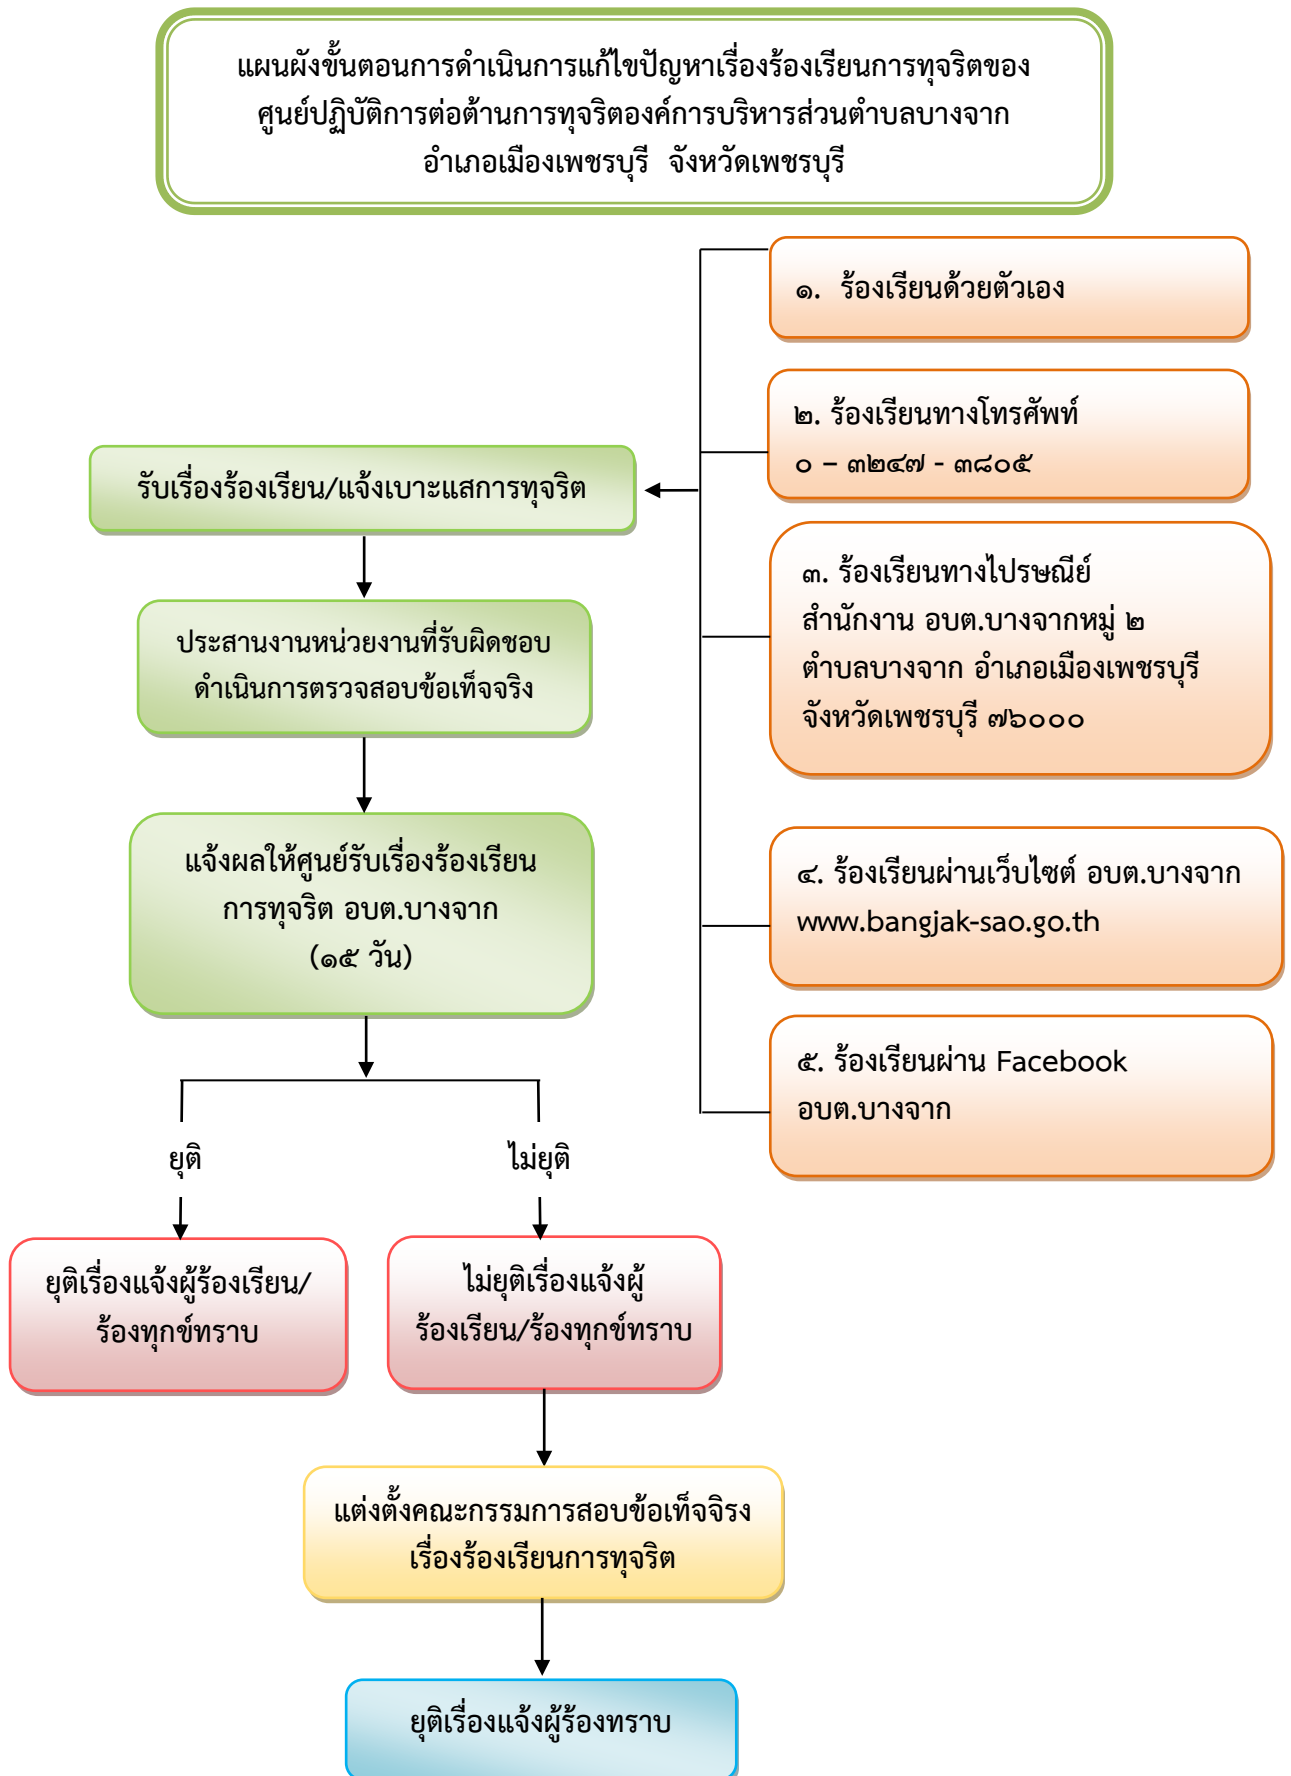 แผนผังขั้นตอนการดำเนินการแก้ไขปัญหาเรื่องร้องเรียนการทุจริตของ
ศูนย์ปฏิบัติการต่อต้านการทุจริตองค์การบริหารส่วนตำบลบางจาก
อำเภอเมืองเพชรบุรี จังหวัดเพชรบุรี
๑. ร้องเรียนด้วยตัวเอง
๒. ร้องเรียนทางโทรศัพท์
๐ – ๓๒๔๗ - ๓๘๐๕
๓. ร้องเรียนทางไปรษณีย์
สำนักงาน อบต.บางจากหมู่ ๒
ตำบลบางจาก อำเภอเมืองเพชรบุรี
จังหวัดเพชรบุรี ๗๖๐๐๐
๔. ร้องเรียนผ่านเว็บไซต์ อบต.บางจาก
www.bangjak-sao.go.th
๕. ร้องเรียนผ่าน Facebook
อบต.บางจาก
รับเรื่องร้องเรียน/แจ้งเบาะแสการทุจริต
ประสานงานหน่วยงานที่รับผิดชอบ
ดำเนินการตรวจสอบข้อเท็จจริง
แจ้งผลให้ศูนย์รับเรื่องร้องเรียน
การทุจริต อบต.บางจาก
(๑๕ วัน)
ยุติ
ไม่ยุติ
ยุติเรื่องแจ้งผู้ร้องเรียน/
ร้องทุกข์ทราบ
ไม่ยุติเรื่องแจ้งผู้
ร้องเรียน/ร้องทุกข์ทราบ
แต่งตั้งคณะกรรมการสอบข้อเท็จจิรง
เรื่องร้องเรียนการทุจริต
ยุติเรื่องแจ้งผู้ร้องทราบ